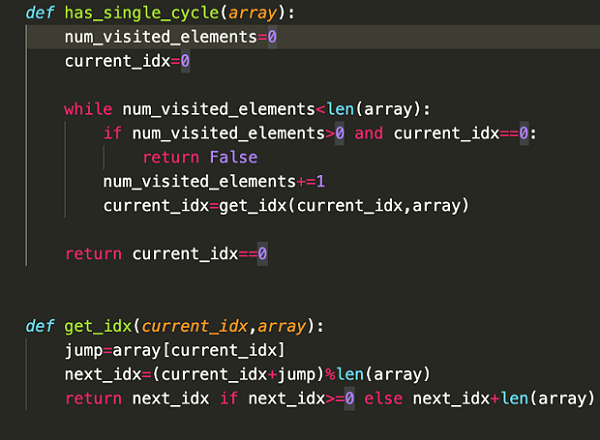 def has_single_cycle(array):
    num_visited_elements=0
    current_idx=0

    while num_visited_elements<len(array):
        if num_visited_elements>0 and current_idx==0:
            return False
        num_visited_elements+=1
        current_idx=get_idx(current_idx,array)

    return current_idx==0


def get_idx(current_idx,array):
    jump=array[current_idx]
    next_idx=(current_idx+jump)%len(array)
    return next_idx if next_idx>=0 else next_idx+len(array)